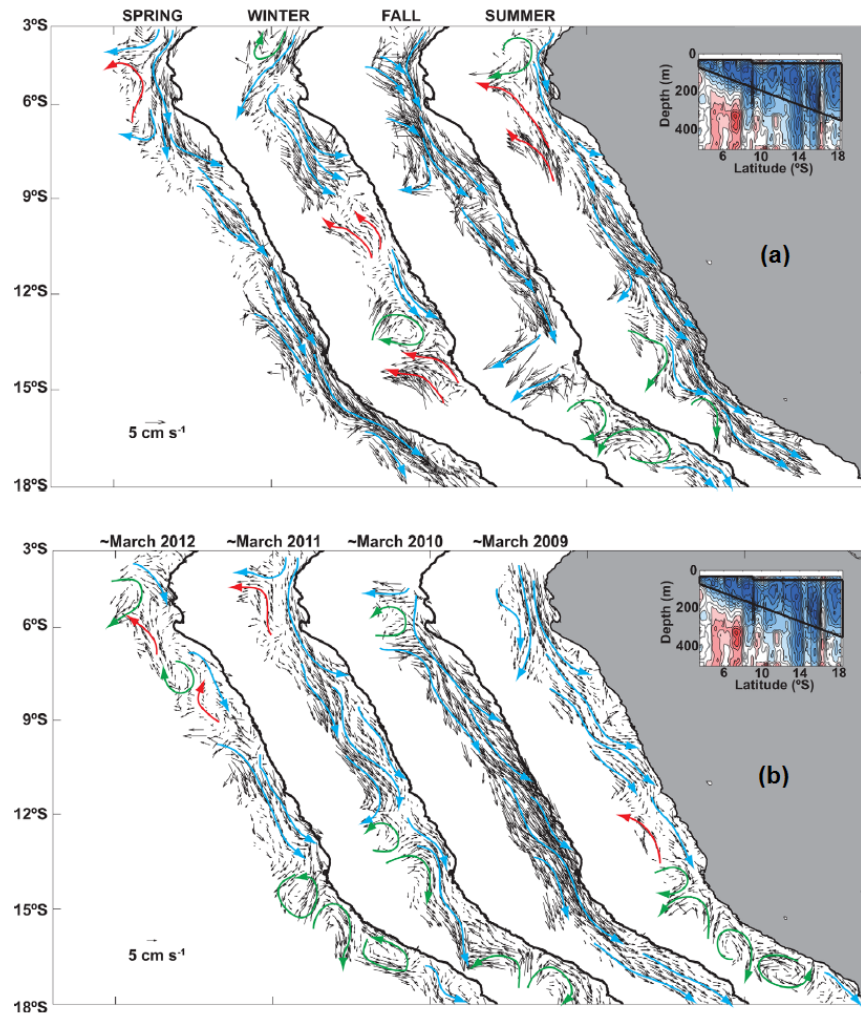 SPRING WINTER FALL SUMMER
3ºS
6ºS
9ºS
12ºS
15ºS
18ºS
5 cm s-1
Depth (m)
0
200
400
6 10 14 18
Latitude (ºS)
(a)
~March 2012 ~March 2011 ~March 2010 ~March 2009
3ºS
6ºS
9ºS
12ºS
15ºS
18ºS
5 cm s-1
Depth (m)
0
200
400
6 10 14 18
Latitude (ºS)
(b)